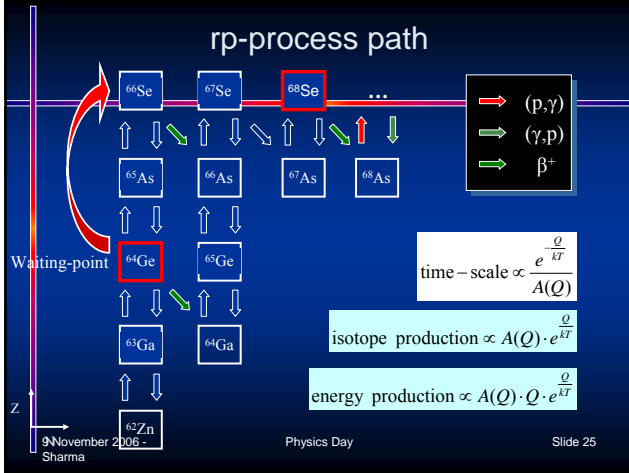 rp-process path
⁶⁶Se ⁶⁷Se ⁶⁸Se ...
(p,γ)
(γ,p)
β⁺
⁶⁵As ⁶⁶As ⁶⁷As ⁶⁸As
Waiting-point
⁶⁴Ge ⁶⁵Ge
time – scale ∝ e^(-Q/kT) / A(Q)
⁶³Ga ⁶⁴Ga
isotope production ∝ A(Q) · e^(Q/kT)
energy production ∝ A(Q) · Q · e^(Q/kT)
Z
N
⁶²Zn
9 November 2006 -
Sharma
Physics Day
Slide 25